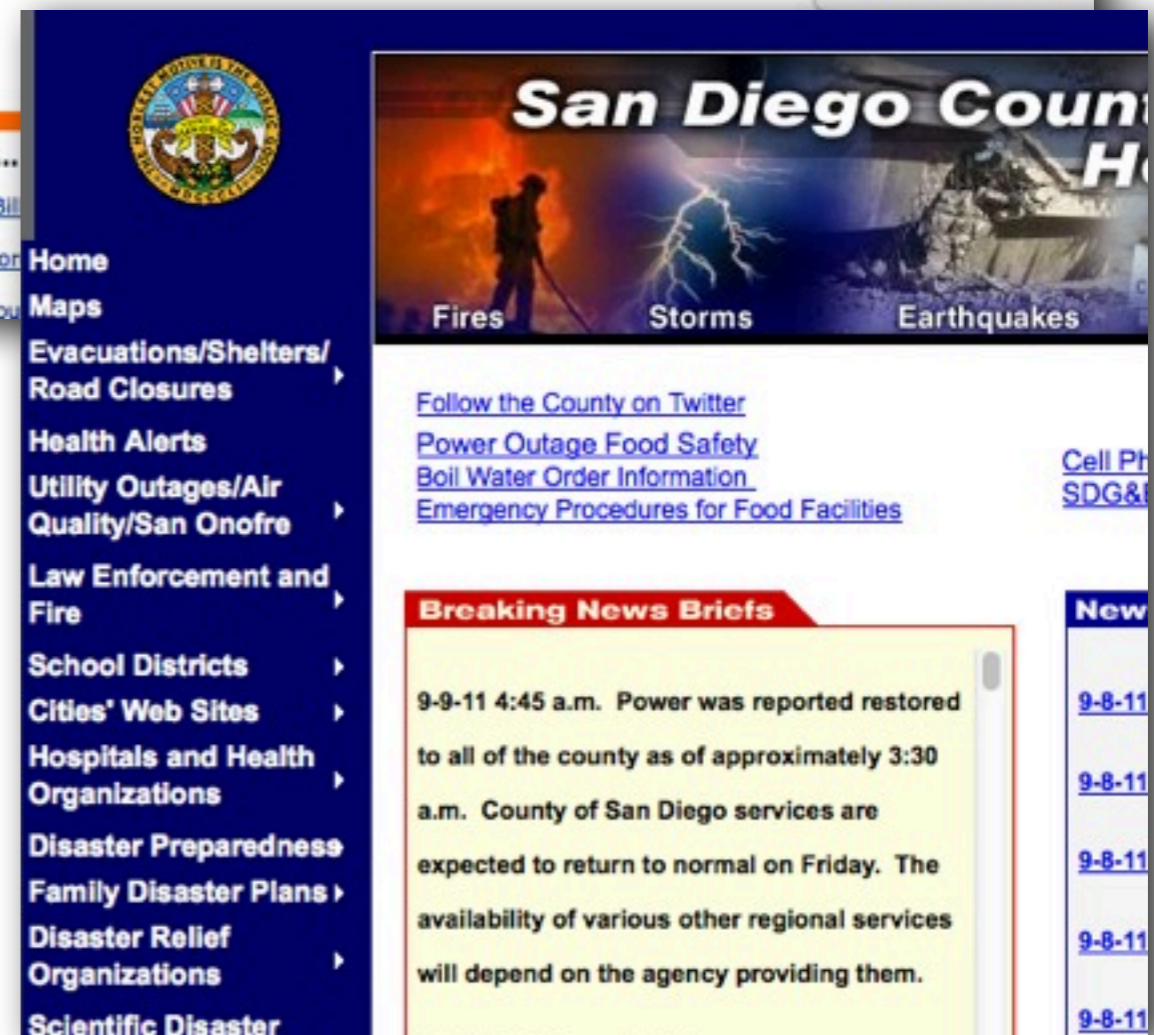 San Diego Coun
H
Fires Storms Earthquakes
Home
Maps
Evacuations/Shelters/
Road Closures
Health Alerts
Utility Outages/Air
Quality/San Onofre
Law Enforcement and
Fire
School Districts
Cities' Web Sites
Hospitals and Health
Organizations
Disaster Preparedness
Family Disaster Plans
Disaster Relief
Organizations
Scientific Disaster
Follow the County on Twitter
Power Outage Food Safety
Boil Water Order Information
Emergency Procedures for Food Facilities
Cell Ph
SDG&E
Breaking News Briefs
9-9-11 4:45 a.m. Power was reported restored
to all of the county as of approximately 3:30
a.m. County of San Diego services are
expected to return to normal on Friday. The
availability of various other regional services
will depend on the agency providing them.
New
9-8-11
9-8-11
9-8-11
9-8-11
9-8-11